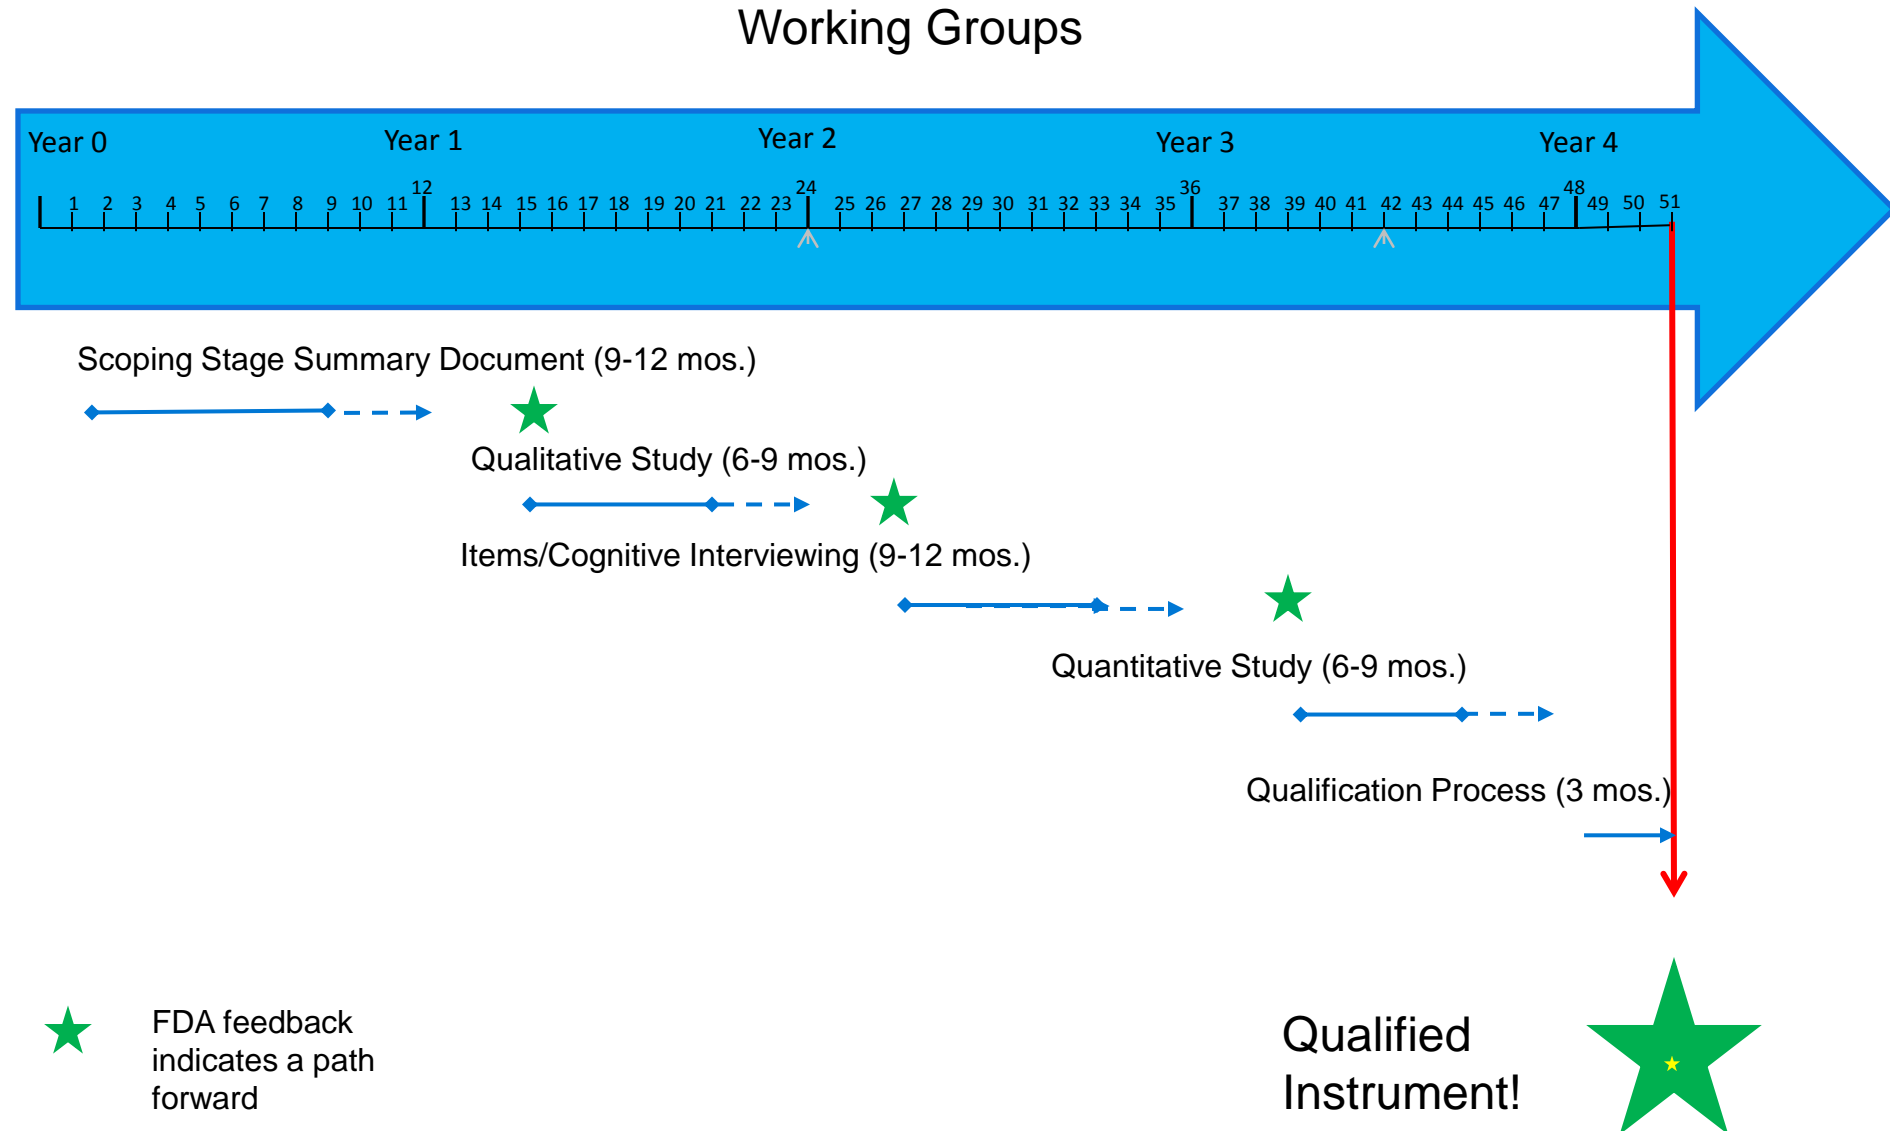 Working Groups
Year 0 Year 1 Year 2 Year 3 Year 4
1 2 3 4 5 6 7 8 9 10 11 12 13 14 15 16 17 18 19 20 21 22 23 24 25 26 27 28 29 30 31 32 33 34 35 36 37 38 39 40 41 42 43 44 45 46 47 48 49 50 51
Scoping Stage Summary Document (9-12 mos.)
Qualitative Study (6-9 mos.)
Items/Cognitive Interviewing (9-12 mos.)
Quantitative Study (6-9 mos.)
Qualification Process (3 mos.)
FDA feedback
indicates a path
forward
Qualified
Instrument!